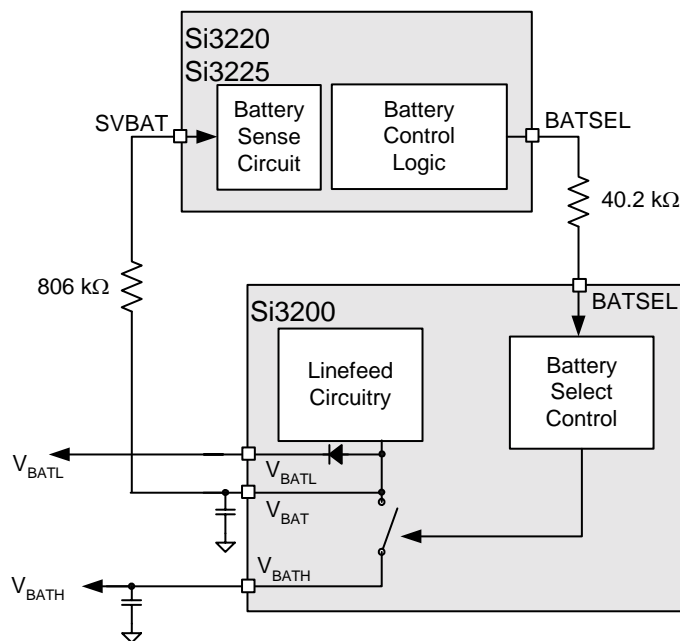 Si3220
Si3225
SVBAT
Battery
Sense
Circuit
Battery
Control
Logic
BATSEL
40.2 kΩ
806 kΩ
BATSEL
Si3200
Linefeed
Circuitry
Battery
Select
Control
VBATL
VBATL
VBAT
VBATH
VBATH